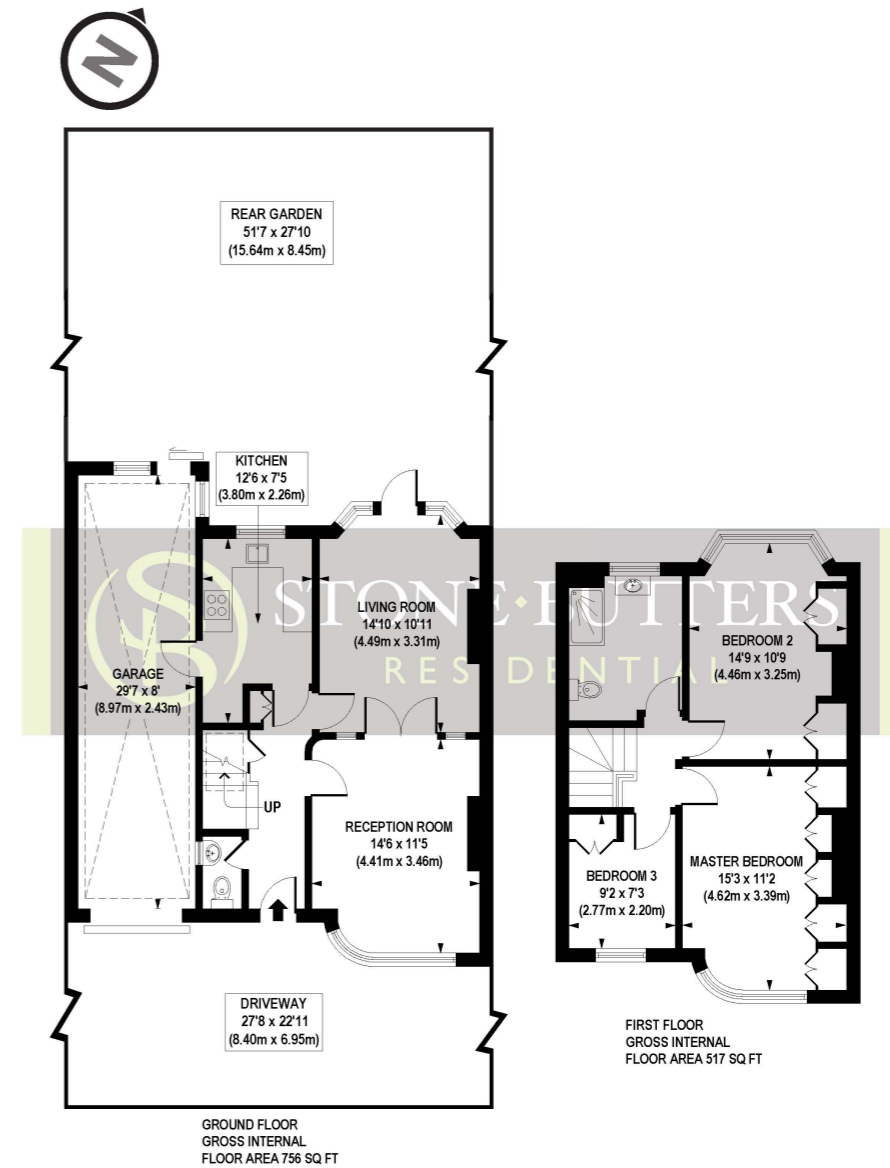 N
REAR GARDEN
51'7 x 27'10
(15.64m x 8.45m)
KITCHEN
12'6 x 7'5
(3.80m x 2.26m)
STONE•BUTTERS
RESIDENTIAL
LIVING ROOM
14'10 x 10'11
(4.49m x 3.31m)
BEDROOM 2
14'9 x 10'9
(4.46m x 3.25m)
GARAGE
29'7 x 8'
(8.97m x 2.43m)
UP
RECEPTION ROOM
14'6 x 11'5
(4.41m x 3.46m)
MASTER BEDROOM
15'3 x 11'2
(4.62m x 3.39m)
BEDROOM 3
9'2 x 7'3
(2.77m x 2.20m)
DRIVEWAY
27'8 x 22'11
(8.40m x 6.95m)
FIRST FLOOR
GROSS INTERNAL
FLOOR AREA 517 SQ FT
GROUND FLOOR
GROSS INTERNAL
FLOOR AREA 756 SQ FT